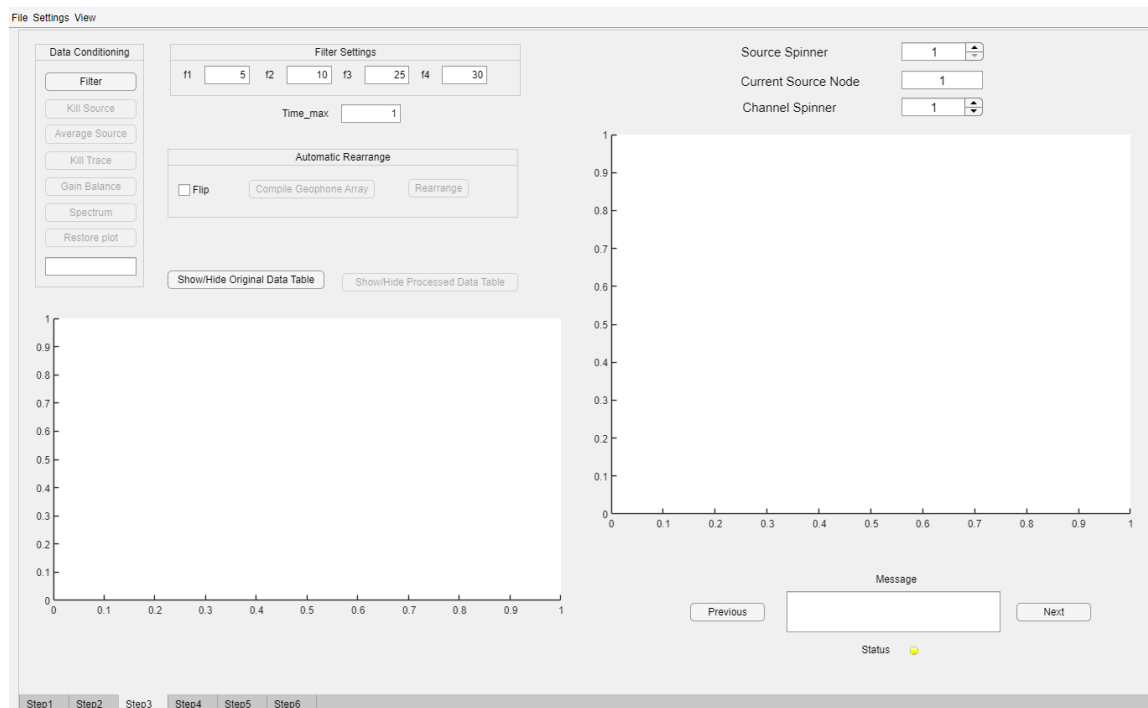 File Settings View
Data Conditioning
Filter
Kill Source
Average Source
Kill Trace
Gain Balance
Spectrum
Restore plot
Filter Settings
f1 5 f2 10 f3 25 f4 30
Time_max 1
Automatic Rearrange
Flip Compile Geophone Array Rearrange
Show/Hide Original Data Table Show/Hide Processed Data Table
Source Spinner 1
Current Source Node 1
Channel Spinner 1
1
0.9
0.8
0.7
0.6
0.5
0.4
0.3
0.2
0.1
0
0 0.1 0.2 0.3 0.4 0.5 0.6 0.7 0.8 0.9 1
1
0.9
0.8
0.7
0.6
0.5
0.4
0.3
0.2
0.1
0
0 0.1 0.2 0.3 0.4 0.5 0.6 0.7 0.8 0.9 1
Message
Previous Next
Status
Step1 Step2 Step3 Step4 Step5 Step6